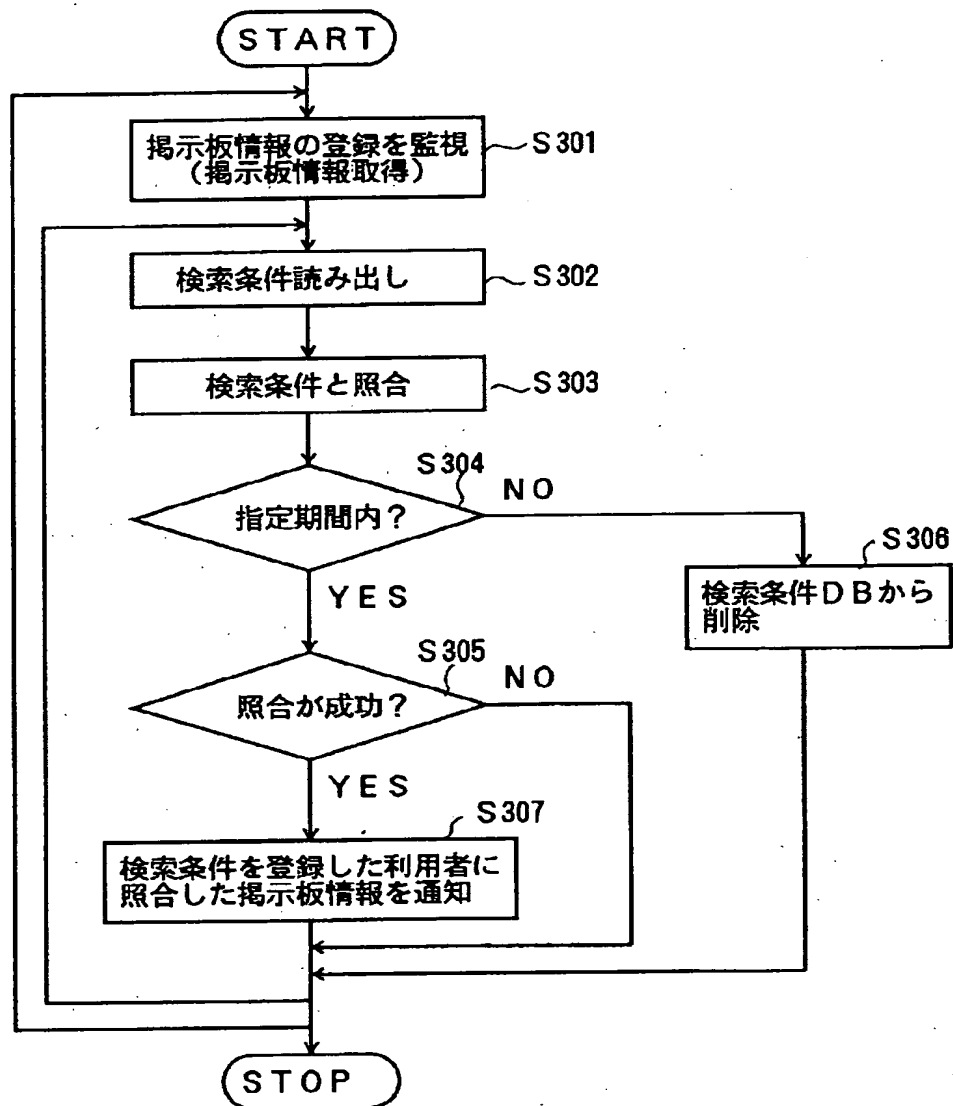 START
掲示板情報の登録を監視
(掲示板情報取得)
S301
検索条件読み出し
S302
検索条件と照合
S303
S304
指定期間内?
NO
YES
S306
検索条件DBから
削除
S305
照合が成功?
NO
YES
S307
検索条件を登録した利用者に
照合した掲示板情報を通知
STOP